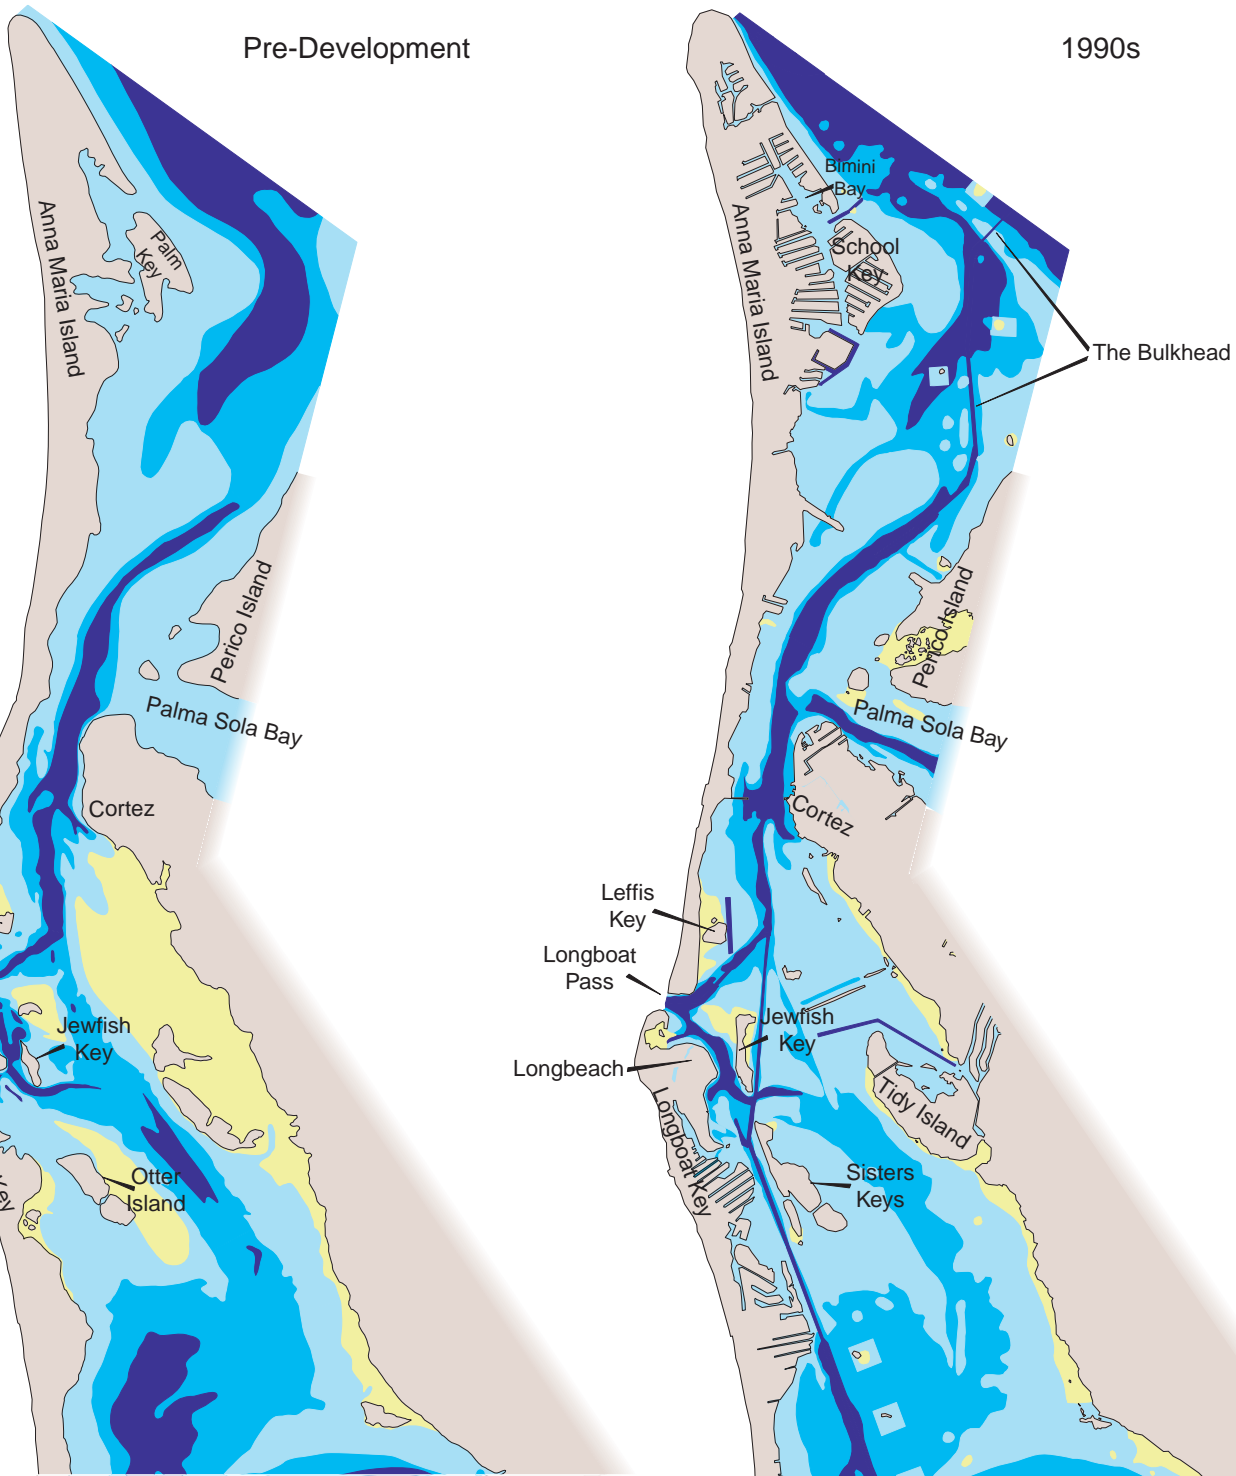 Pre-Development
Anna Maria Island
Palm
Key
Perico Island
Palma Sola Bay
Cortez
Jewfish
Key
Otter
Island
Key
1990s
Bimini
Bay
Anna Maria Island
School
Key
The Bulkhead
Perico Island
Palma Sola Bay
Cortez
Leffis
Key
Longboat
Pass
Jewfish
Key
Longbeach
Tidy Island
Longboat Key
Sisters
Keys